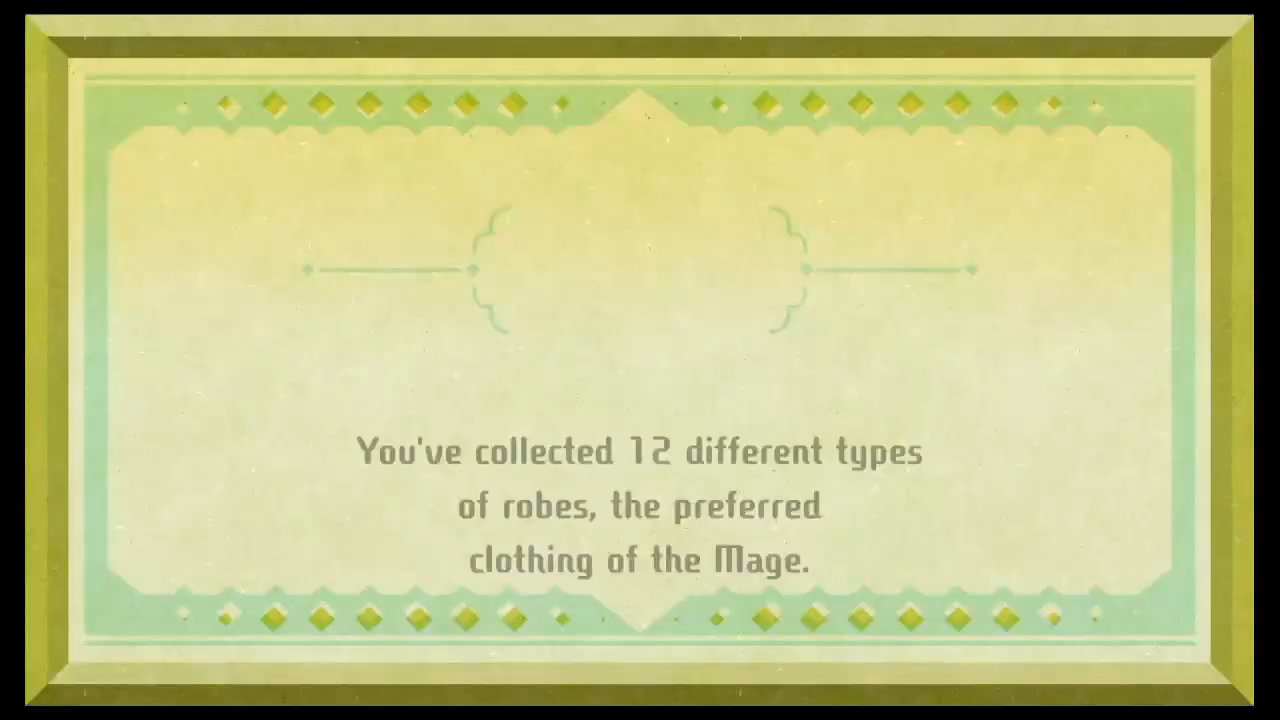 You've collected 12 different types
of robes, the preferred
clothing of the Mage.